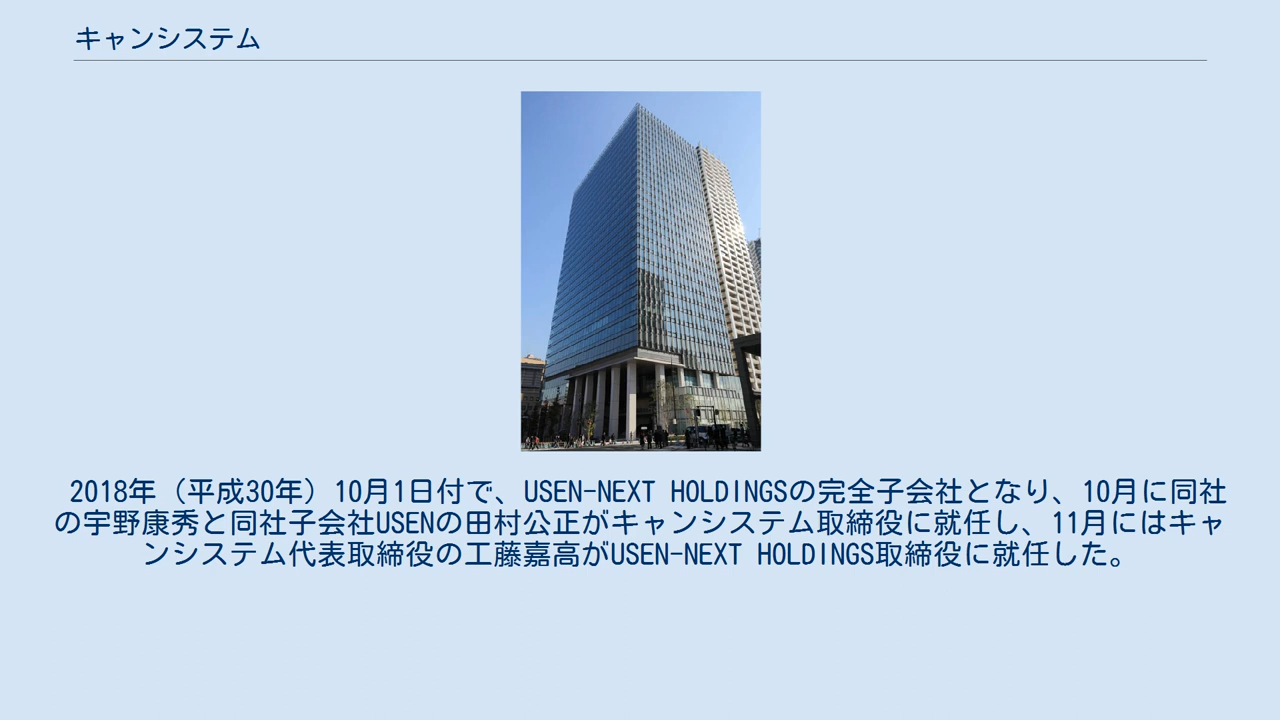 キャンシステム
2018年（平成30年）10月1日付で、USEN-NEXT HOLDINGSの完全子会社となり、10月に同社
の宇野康秀と同社子会社USENの田村公正がキャンシステム取締役に就任し、11月にはキャ
ンシステム代表取締役の工藤嘉高がUSEN-NEXT HOLDINGS取締役に就任した。